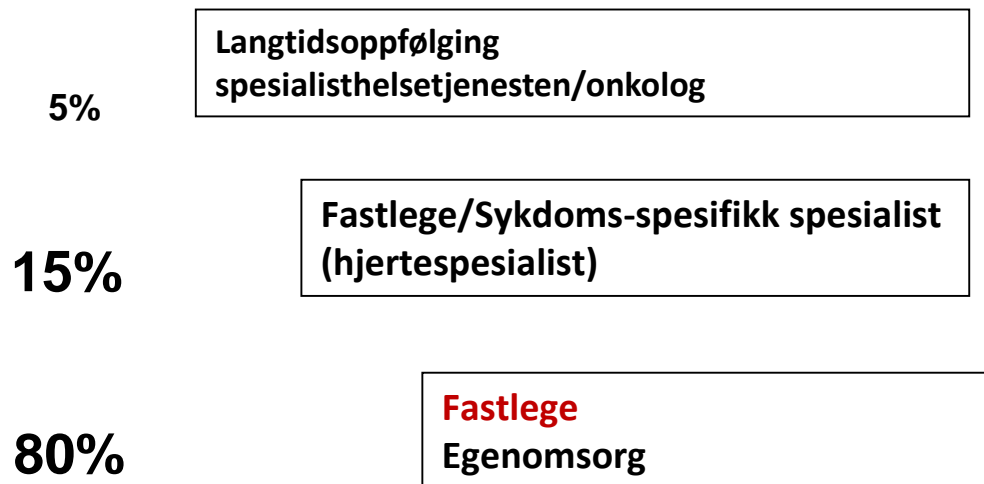 Langtidsoppfølging
spesialisthelsetjenesten/onkolog
5%
Fastlege/Sykdoms-spesifikk spesialist
(hjertespesialist)
15%
Fastlege
Egenomsorg
80%